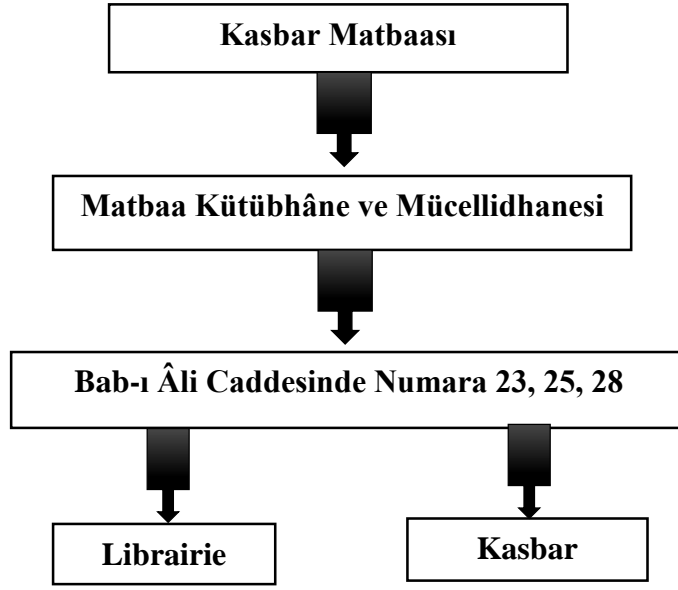 Kasbar Matbaası
Matbaa Kütübhâne ve Mücellidhanesi
Bab-ı Âli Caddesinde Numara 23, 25, 28
Librairie
Kasbar